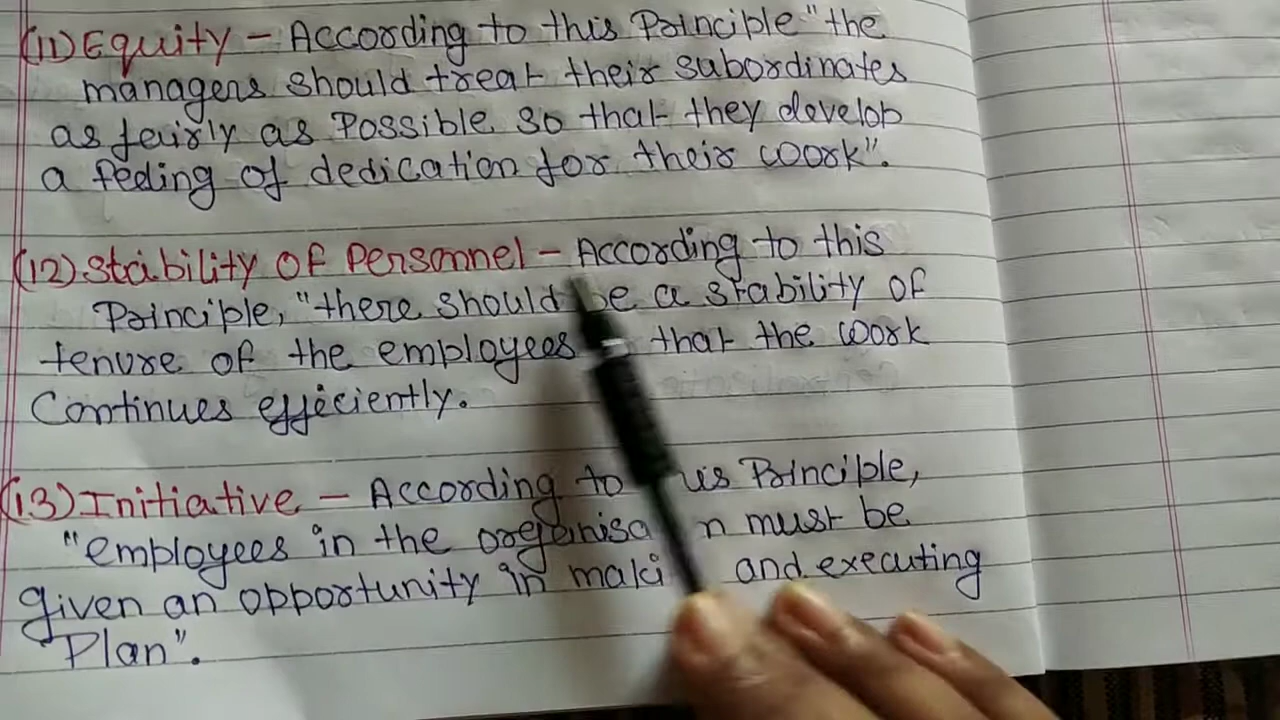 (11) Equity - According to this Principle "the
managers should treat their subordinates
as fairly as Possible so that they develop
a feeling of dedication for their work".
(12) Stability Of Personnel - According to this
Principle, "there should be a stability of
tenure of the employees that the work
Continues efficiently.
(13) Initiative - According to Principle,
"employees in the must be
given an opportunity in and executing
Plan".